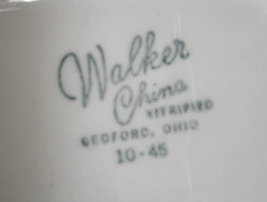 Walker
China
VITRIFIED
BEDFORD, OHIO
10-45